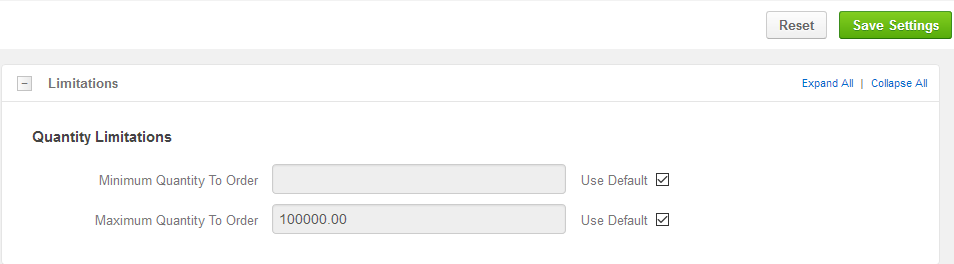 Reset Save Settings
Limitations Expand All | Collapse All
Quantity Limitations
Minimum Quantity To Order Use Default
Maximum Quantity To Order 100000.00 Use Default